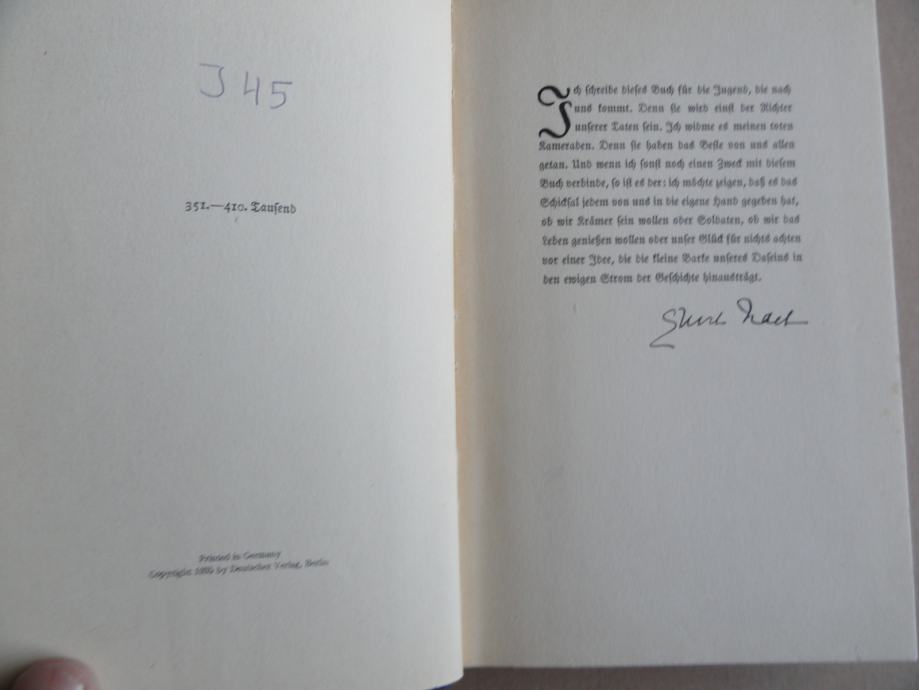 J 45
351.—410. Tausend
Printed in Germany
Copyright by Deutscher Verlag, Berlin
Ich schreibe dieses Buch für die Jugend, die nach
uns kommt. Denn sie wird einst der Richter
unserer Taten sein. Ich widme es meinen toten
Kameraden. Denn sie haben das Beste von uns allen
getan. Und wenn ich sonst noch einen Zweck mit diesem
Buch verbinde, so ist es der: ich möchte zeigen, daß es das
Schicksal jedem von uns in die eigene Hand gegeben hat,
ob wir Krämer sein wollen oder Soldaten, ob wir das
Leben genießen wollen oder unser Glück für nichts achten
vor einer Idee, die die kleine Barke unseres Daseins in
den ewigen Strom der Geschichte hinausträgt.